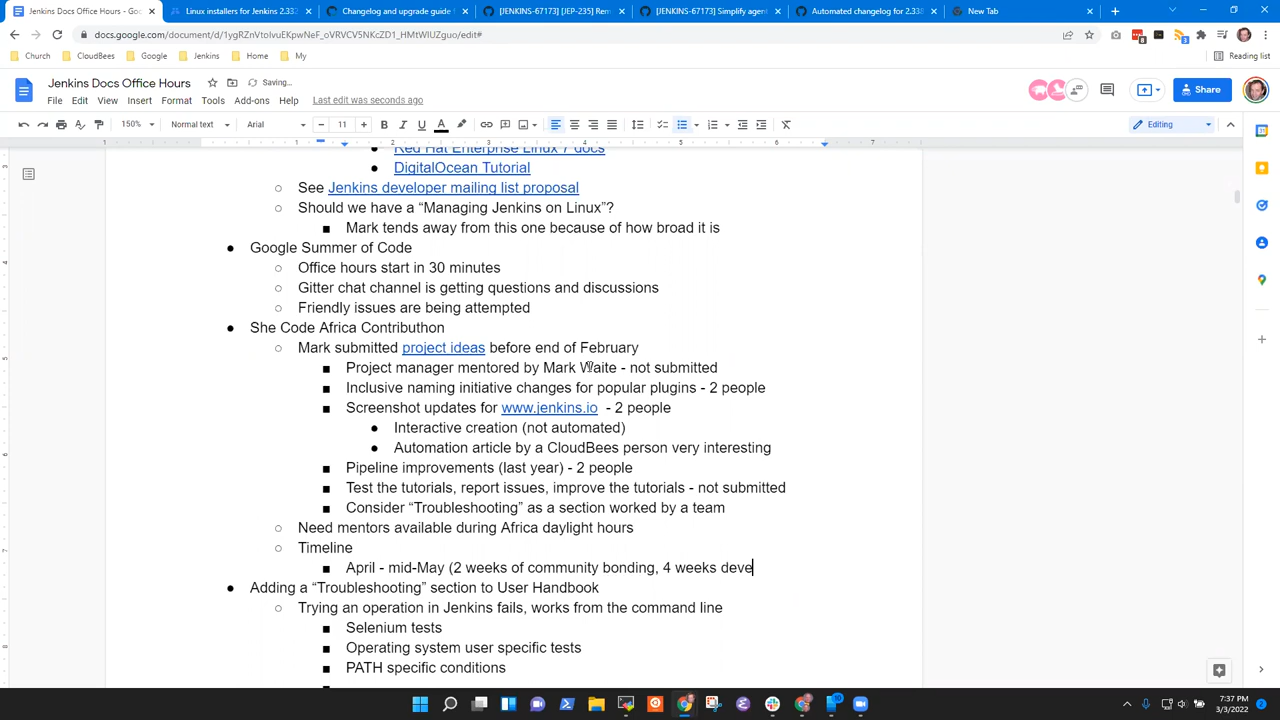 Jenkins Docs Office Hours - Goo
Linux installers for Jenkins 2.332
Changelog and upgrade guide f
[JENKINS-67173] [JEP-235] Rem
[JENKINS-67173] Simplify agen
Automated changelog for 2.338
New Tab
docs.google.com/document/d/1ygRZnVtoIvuEKpwNeF_oVRVCV5NKcZD1_HMtWIUZguo/edit#
Church
CloudBees
Google
Jenkins
Home
My
Reading list
Jenkins Docs Office Hours
Saving...
File Edit View Insert Format Tools Add-ons Help Last edit was seconds ago
Share
150% Normal text Arial 11 Editing
Red Hat Enterprise Linux 7 docs
DigitalOcean Tutorial
See Jenkins developer mailing list proposal
Should we have a “Managing Jenkins on Linux”?
Mark tends away from this one because of how broad it is
Google Summer of Code
Office hours start in 30 minutes
Gitter chat channel is getting questions and discussions
Friendly issues are being attempted
She Code Africa Contributhon
Mark submitted project ideas before end of February
Project manager mentored by Mark Waite - not submitted
Inclusive naming initiative changes for popular plugins - 2 people
Screenshot updates for www.jenkins.io - 2 people
Interactive creation (not automated)
Automation article by a CloudBees person very interesting
Pipeline improvements (last year) - 2 people
Test the tutorials, report issues, improve the tutorials - not submitted
Consider “Troubleshooting” as a section worked by a team
Need mentors available during Africa daylight hours
Timeline
April - mid-May (2 weeks of community bonding, 4 weeks deve
Adding a “Troubleshooting” section to User Handbook
Trying an operation in Jenkins fails, works from the command line
Selenium tests
Operating system user specific tests
PATH specific conditions
7:37 PM
3/3/2022